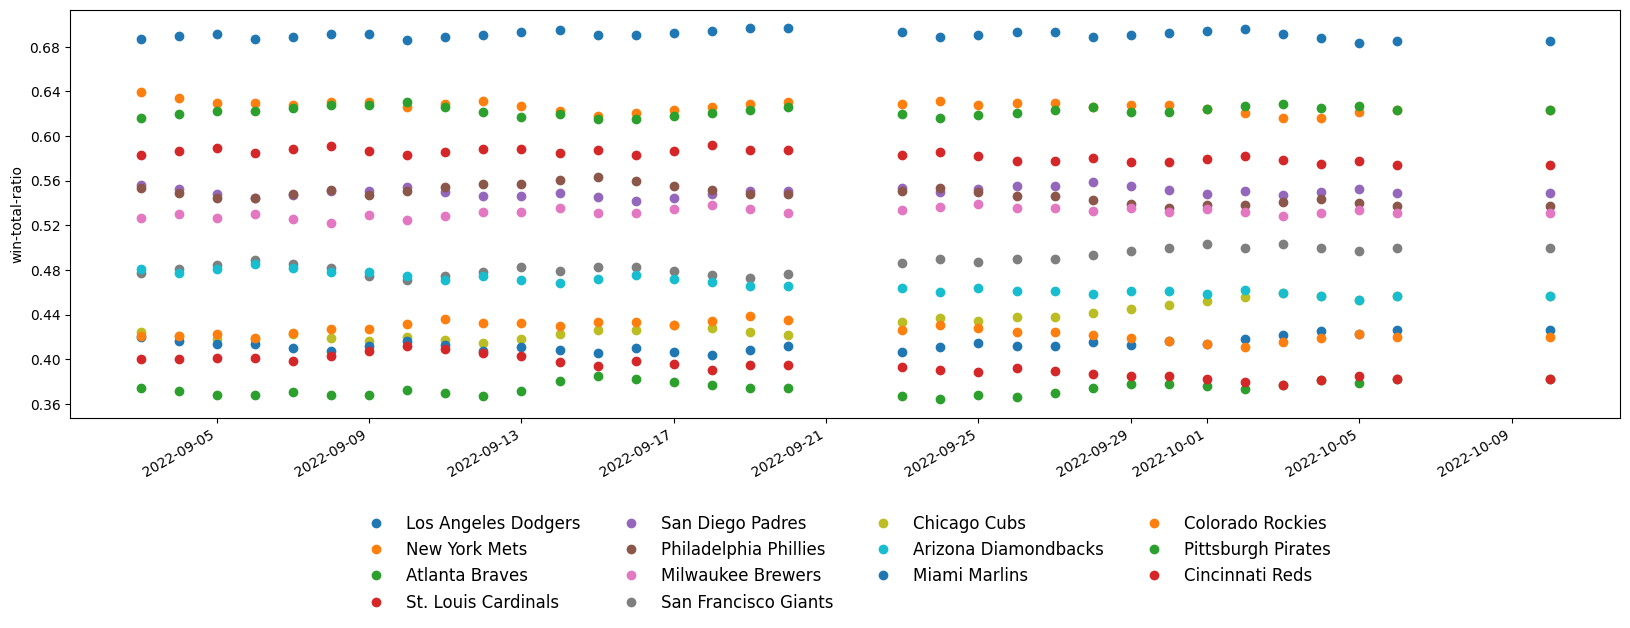 0.68
0.64
0.60
0.56
0.52
0.48
0.44
0.40
0.36
win-total-ratio
2022-09-05 2022-09-09 2022-09-13 2022-09-17 2022-09-21 2022-09-25 2022-09-29 2022-10-01 2022-10-05 2022-10-09
Los Angeles Dodgers San Diego Padres Chicago Cubs Colorado Rockies
New York Mets Philadelphia Phillies Arizona Diamondbacks Pittsburgh Pirates
Atlanta Braves Milwaukee Brewers Miami Marlins Cincinnati Reds
St. Louis Cardinals San Francisco Giants